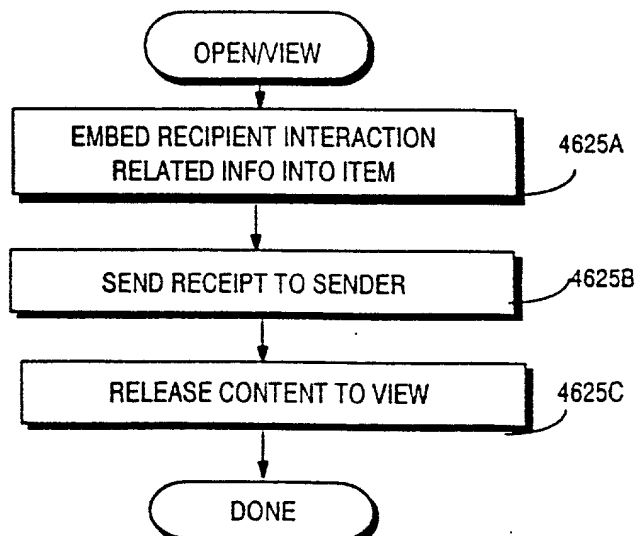 OPEN/VIEW
EMBED RECIPIENT INTERACTION
RELATED INFO INTO ITEM
4625A
SEND RECEIPT TO SENDER
4625B
RELEASE CONTENT TO VIEW
4625C
DONE